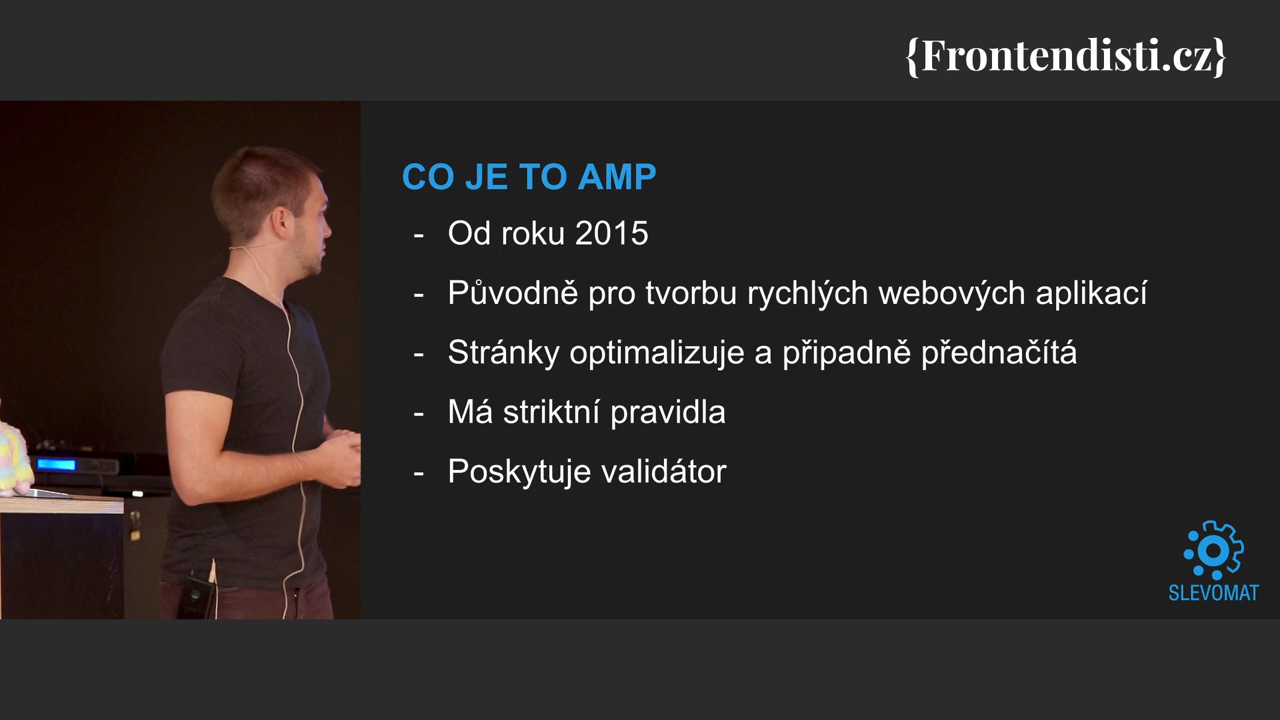 {Frontendisti.cz}
CO JE TO AMP
- Od roku 2015
- Původně pro tvorbu rychlých webových aplikací
- Stránky optimalizuje a připadně přednačítá
- Má striktní pravidla
- Poskytuje validátor
SLEVOMAT